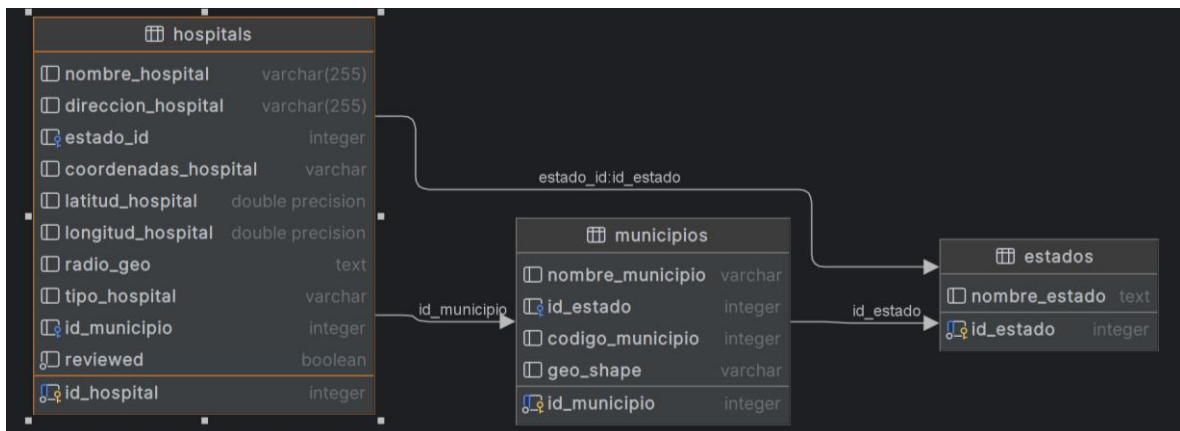 hospitals
nombre_hospital varchar(255)
direccion_hospital varchar(255)
estado_id integer
coordenadas_hospital varchar
latitud_hospital double precision
longitud_hospital double precision
radio_geo text
tipo_hospital varchar
id_municipio integer
reviewed boolean
id_hospital integer
estado_id:id_estado
id_municipio
municipios
nombre_municipio varchar
id_estado integer
codigo_municipio integer
geo_shape varchar
id_municipio integer
id_estado
estados
nombre_estado text
id_estado integer